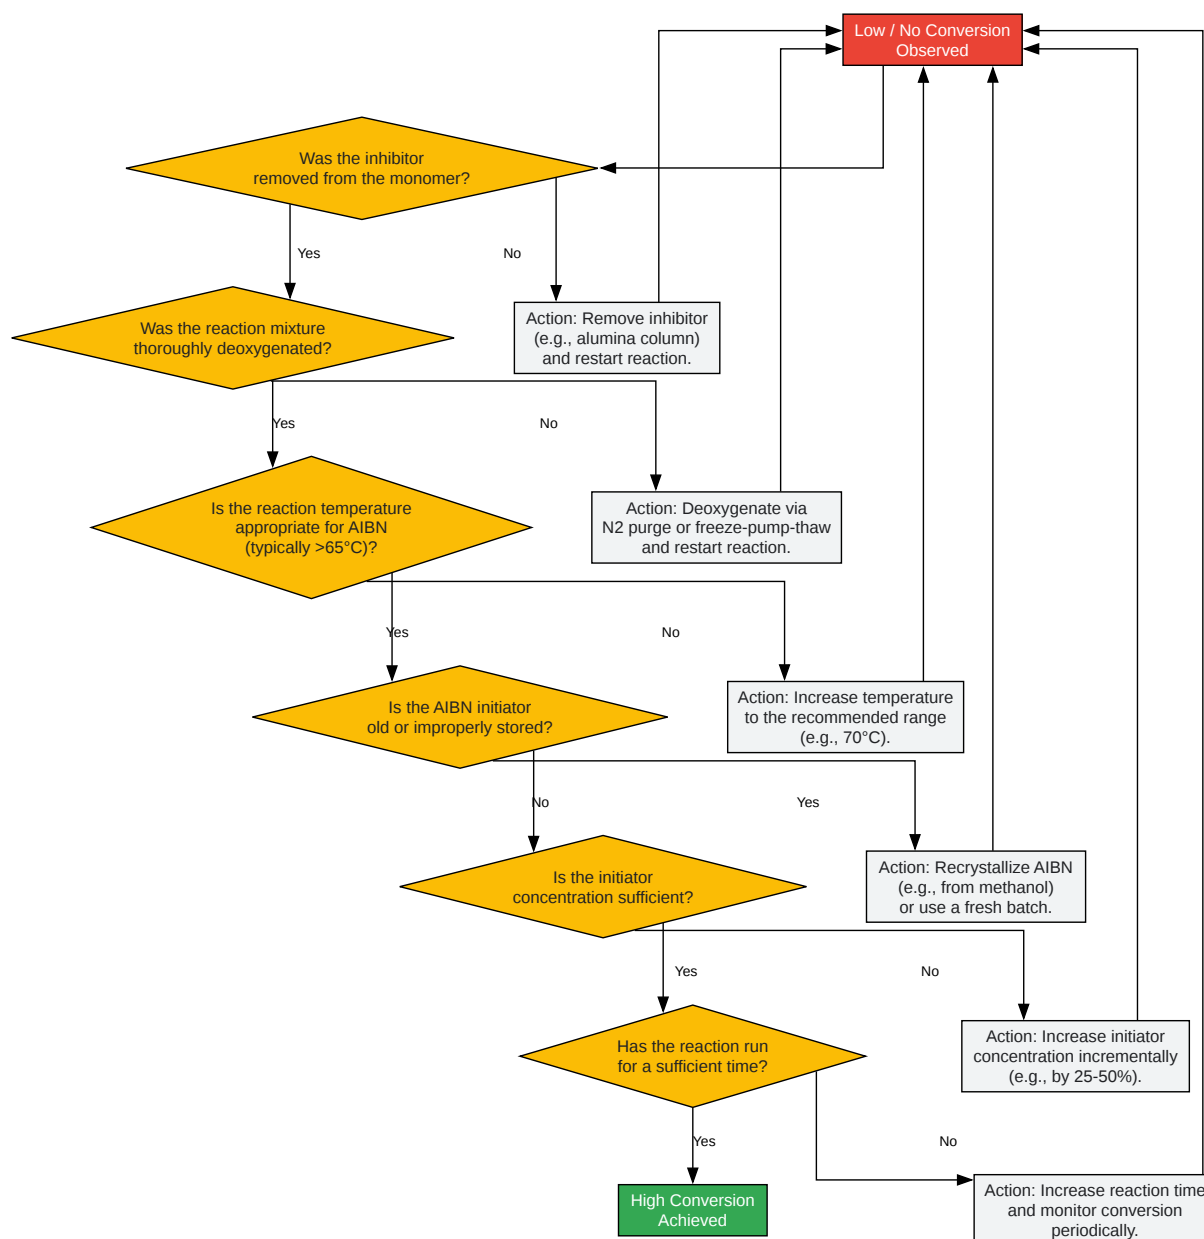 Low / No Conversion
Observed
Was the inhibitor
removed from the monomer?
Yes
No
Was the reaction mixture
thoroughly deoxygenated?
Action: Remove inhibitor
(e.g., alumina column)
and restart reaction.
Yes
No
Is the reaction temperature
appropriate for AIBN
(typically >65°C)?
Action: Deoxygenate via
N2 purge or freeze-pump-thaw
and restart reaction.
Yes
No
Is the AIBN initiator
old or improperly stored?
Action: Increase temperature
to the recommended range
(e.g., 70°C).
No
Yes
Is the initiator
concentration sufficient?
Action: Recrystallize AIBN
(e.g., from methanol)
or use a fresh batch.
Yes
No
Has the reaction run
for a sufficient time?
Action: Increase initiator
concentration incrementally
(e.g., by 25-50%).
Yes
No
High Conversion
Achieved
Action: Increase reaction time
and monitor conversion
periodically.